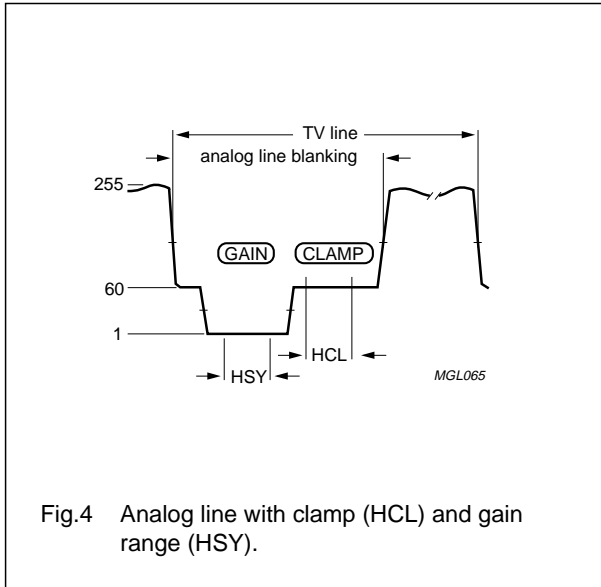 TV line
analog line blanking
255
GAIN CLAMP
60
1
HCL
HSY
MGL065
Fig.4 Analog line with clamp (HCL) and gain
range (HSY).